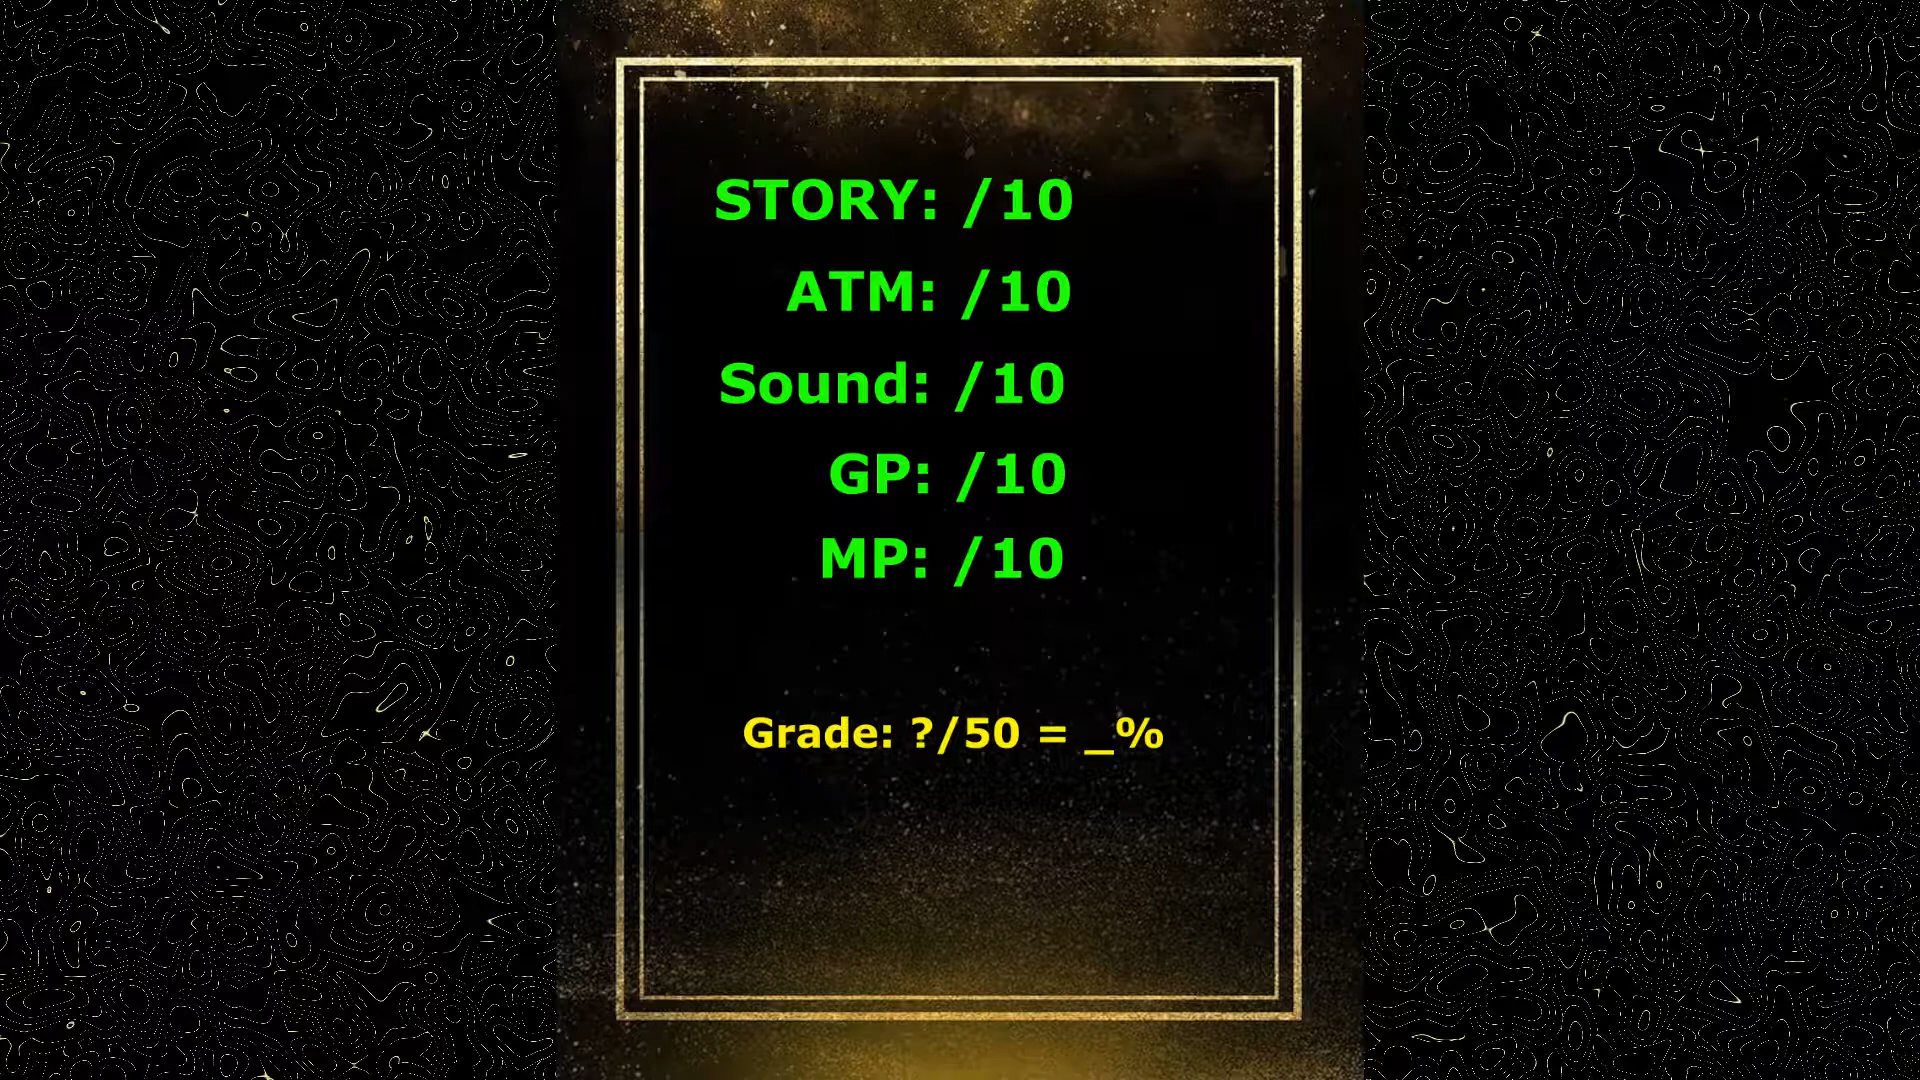 STORY: /10
ATM: /10
Sound: /10
GP: /10
MP: /10
Grade: ?/50 = _%